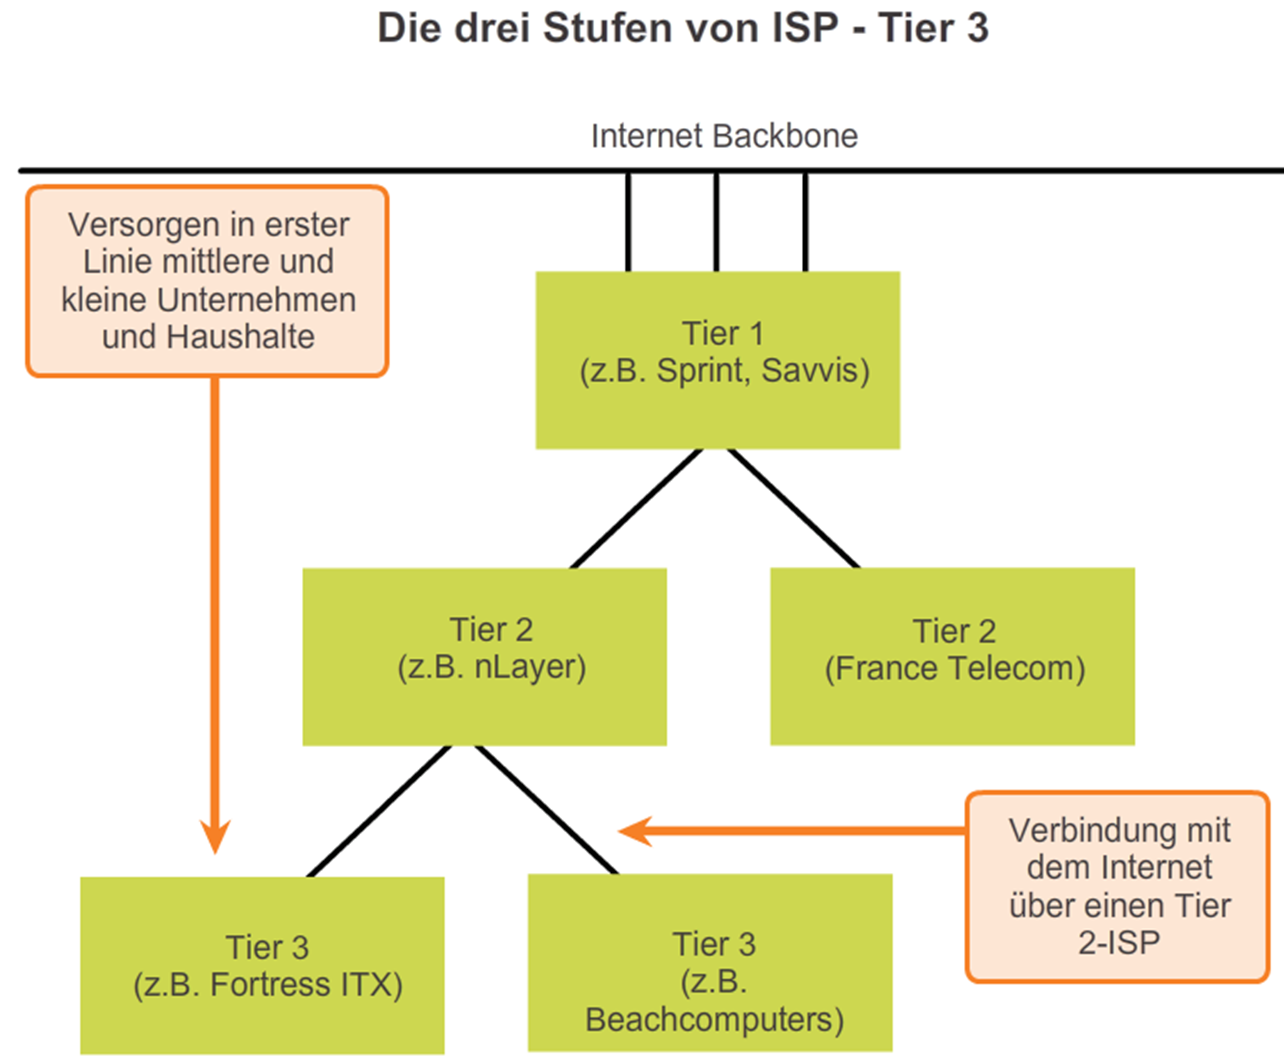 Die drei Stufen von ISP - Tier 3
Internet Backbone
Versorgen in erster
Linie mittlere und
kleine Unternehmen
und Haushalte
Tier 1
(z.B. Sprint, Savvis)
Tier 2
(z.B. nLayer)
Tier 2
(France Telecom)
Verbindung mit
dem Internet
über einen Tier
2-ISP
Tier 3
(z.B. Fortress ITX)
Tier 3
(z.B.
Beachcomputers)